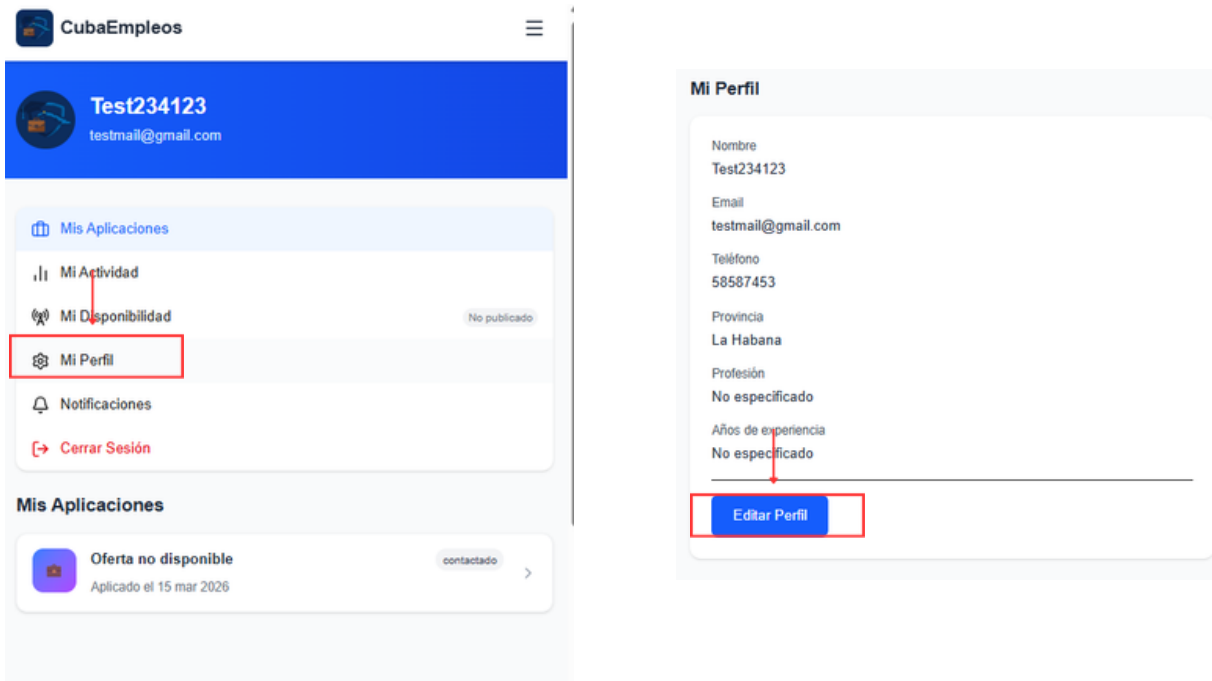 CubaEmpleos
Test234123
testmail@gmail.com
Mis Aplicaciones
Mi Actividad
Mi Disponibilidad
No publicado
Mi Perfil
Notificaciones
Cerrar Sesión
Mis Aplicaciones
Oferta no disponible
contactado
Aplicado el 15 mar 2026
Mi Perfil
Nombre
Test234123
Email
testmail@gmail.com
Teléfono
58587453
Provincia
La Habana
Profesión
No especificado
Años de experiencia
No especificado
Editar Perfil